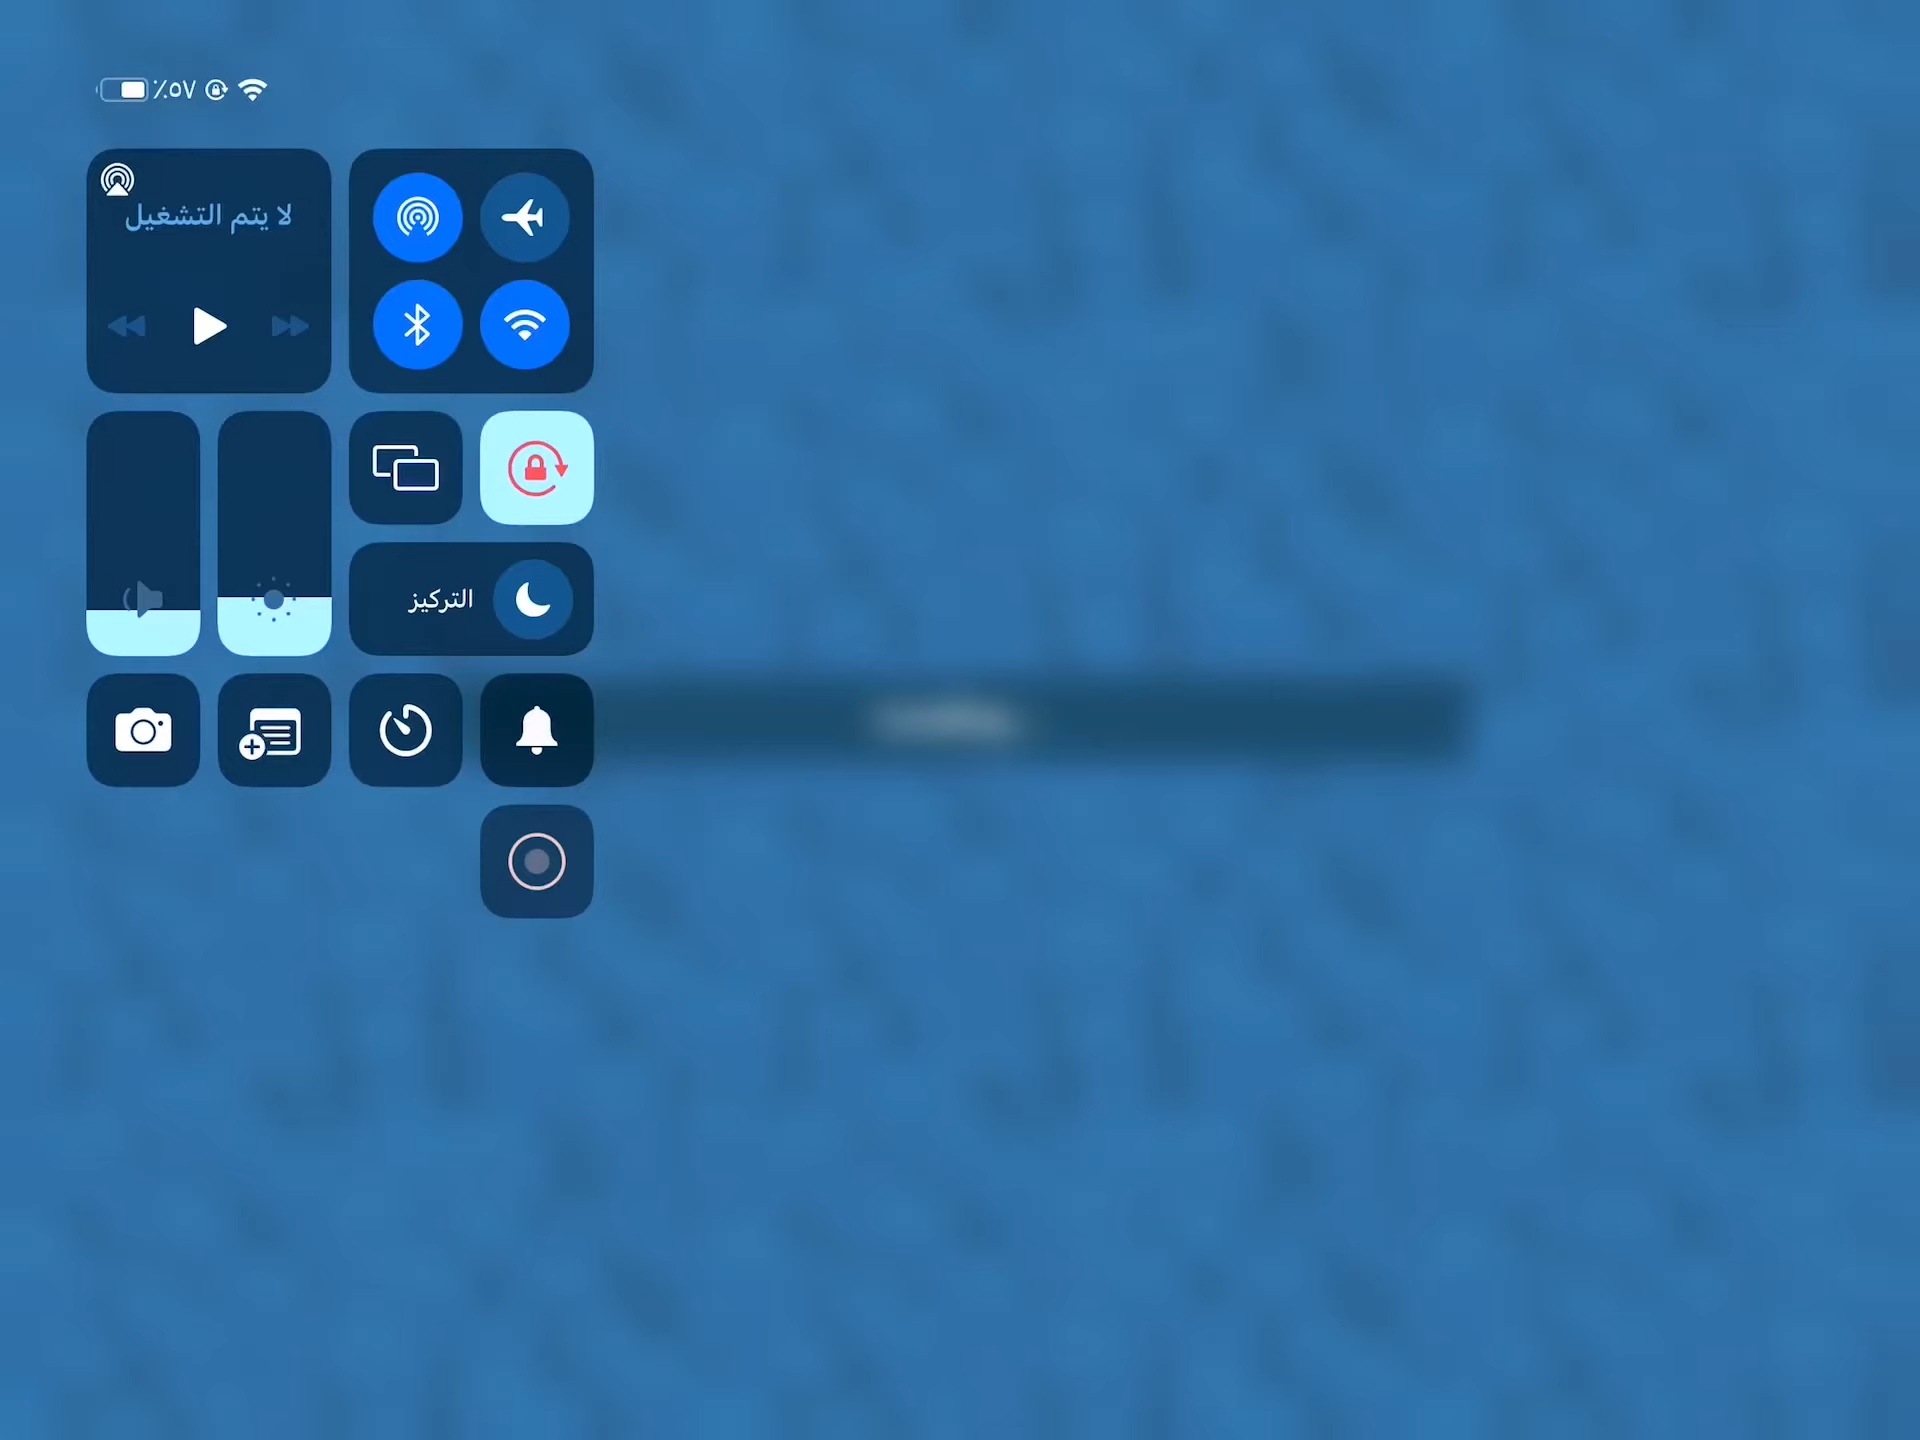 ٪٥٧
لا يتم التشغيل
التركيز